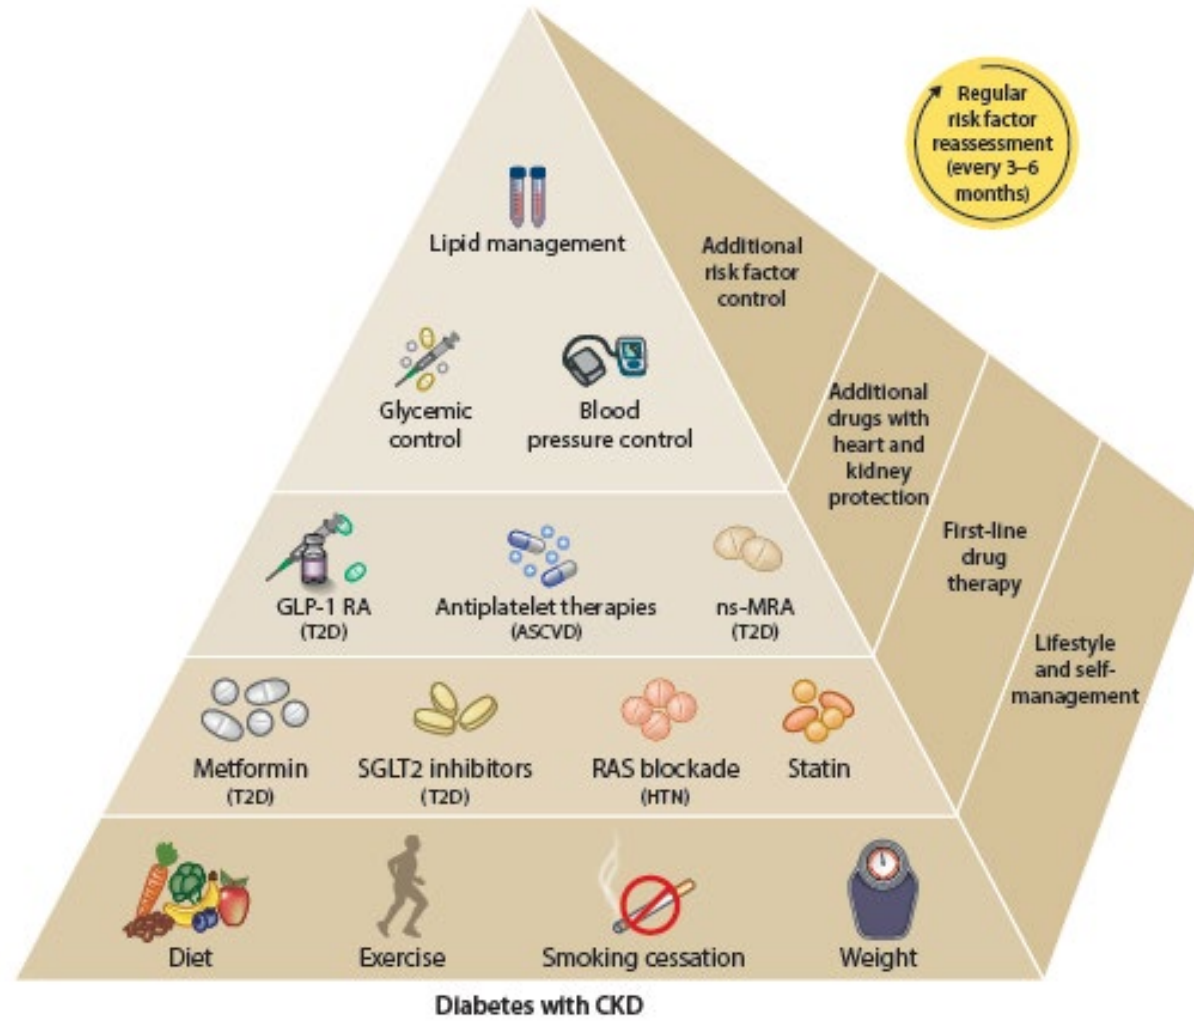 Regular
risk factor
reassessment
(every 3–6
months)
Lipid management
Additional
risk factor
control
Glycemic
control
Blood
pressure control
Additional
drugs with
heart and
kidney
protection
GLP-1 RA
(T2D)
Antiplatelet therapies
(ASCVD)
ns-MRA
(T2D)
First-line
drug
therapy
Metformin
(T2D)
SGLT2 inhibitors
(T2D)
RAS blockade
(HTN)
Statin
Lifestyle
and self-
management
Diet
Exercise
Smoking cessation
Weight
Diabetes with CKD